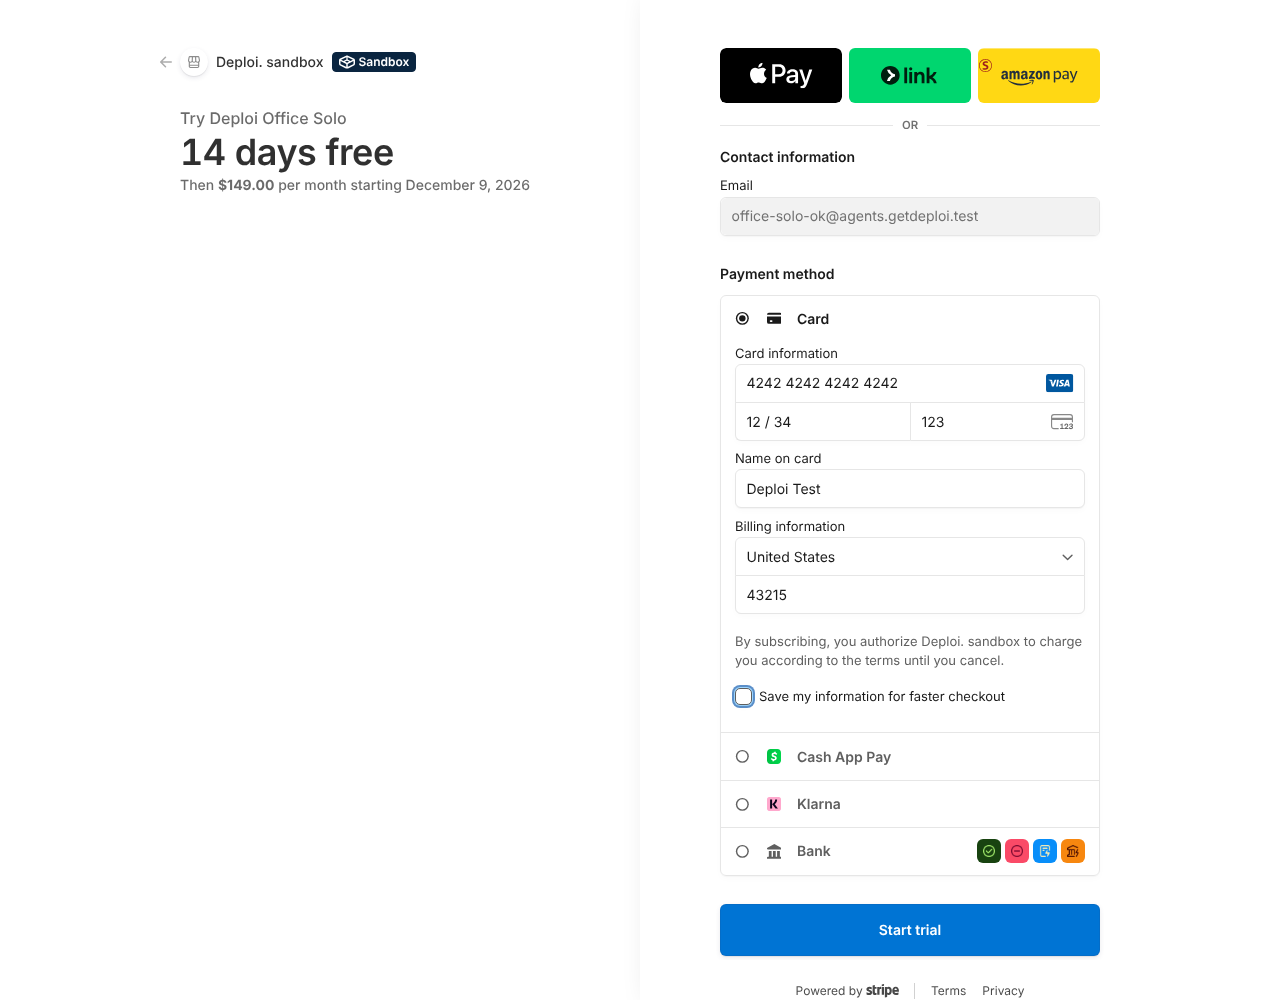 Deploi. sandbox
Sandbox
Try Deploi Office Solo
14 days free
Then $149.00 per month starting December 9, 2026
Pay
link
amazon pay
OR
Contact information
Email
office-solo-ok@agents.getdeploi.test
Payment method
Card
Card information
4242 4242 4242 4242
VISA
12 / 34
123
123
Name on card
Deploi Test
Billing information
United States
43215
By subscribing, you authorize Deploi. sandbox to charge
you according to the terms until you cancel.
Save my information for faster checkout
$
Cash App Pay
K
Klarna
Bank
Start trial
Powered by stripe
Terms
Privacy